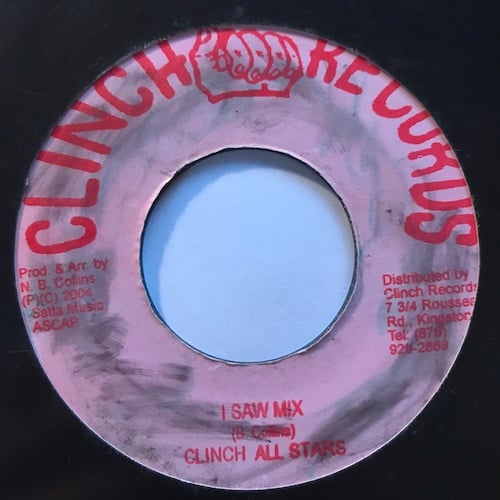 CLINCH RECORDS
Prod. & Arr. by
N. B. Collins
(P)(C) 2004
Satta Music
ASCAP
Distributed by
Clinch Records
7 3/4 Rousseau
Rd., Kingston
Tel: (876)
929-2869
I SAW MIX
(B. Collins)
CLINCH ALL STARS